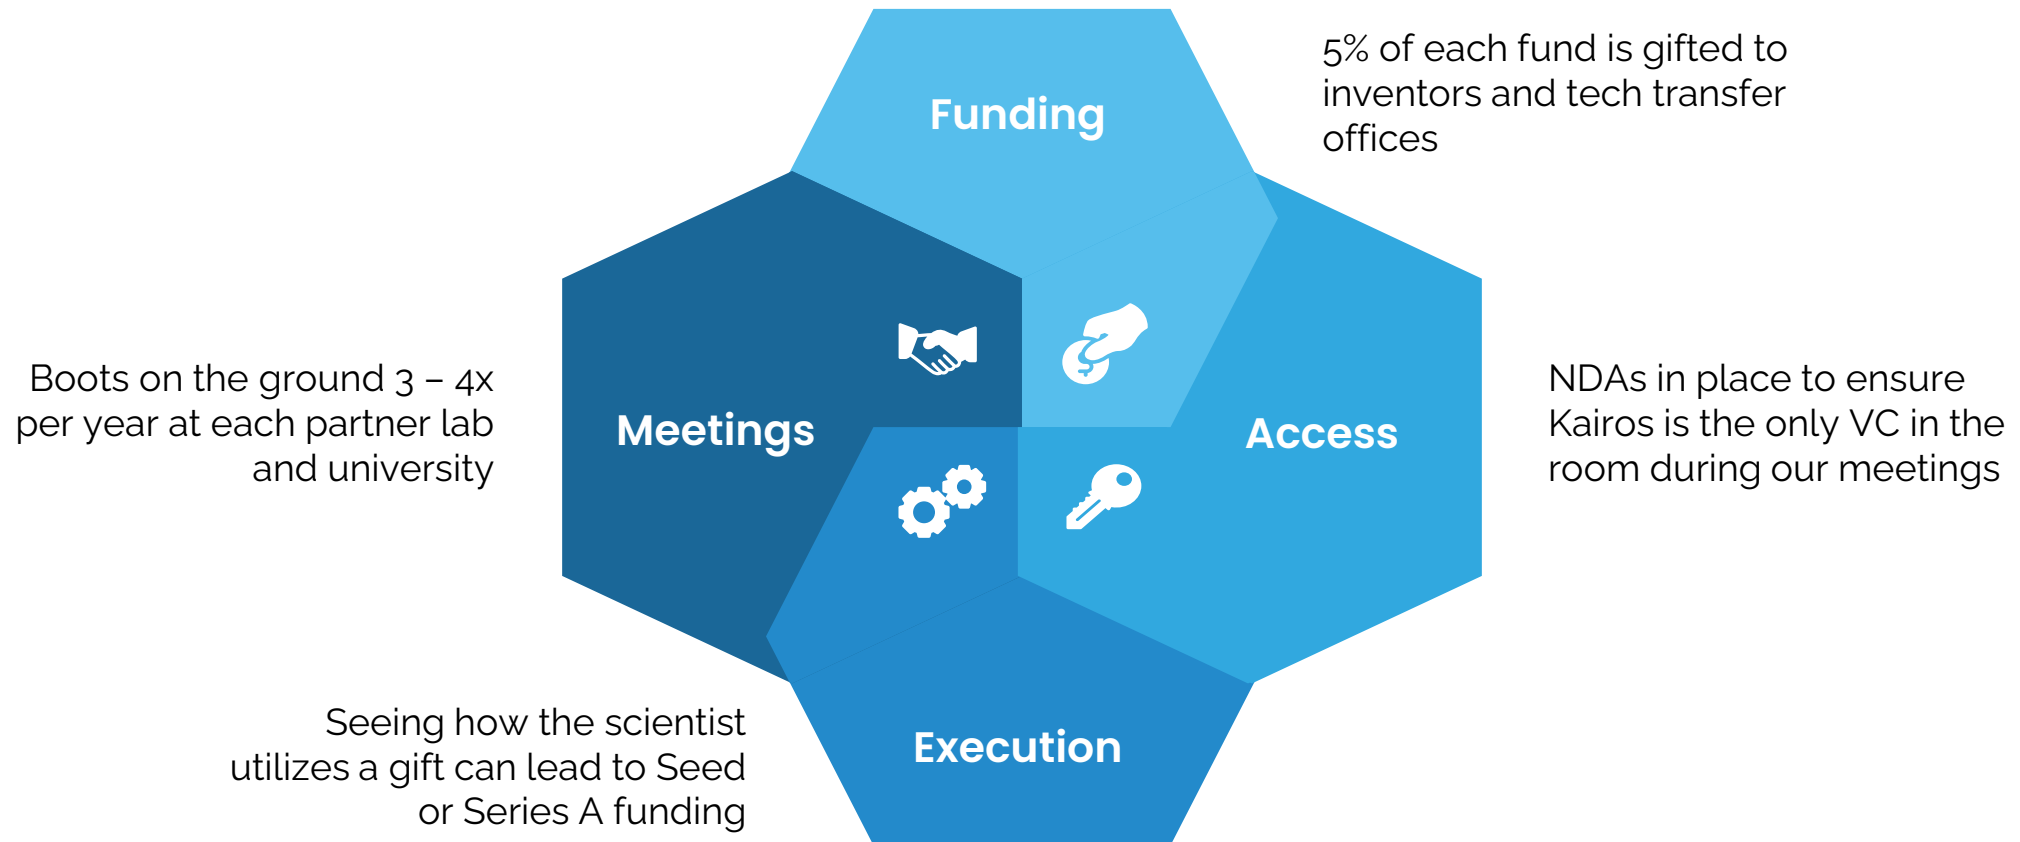 Funding
5% of each fund is gifted to
inventors and tech transfer
offices
Meetings
Boots on the ground 3 – 4x
per year at each partner lab
and university
Access
NDAs in place to ensure
Kairos is the only VC in the
room during our meetings
Execution
Seeing how the scientist
utilizes a gift can lead to Seed
or Series A funding